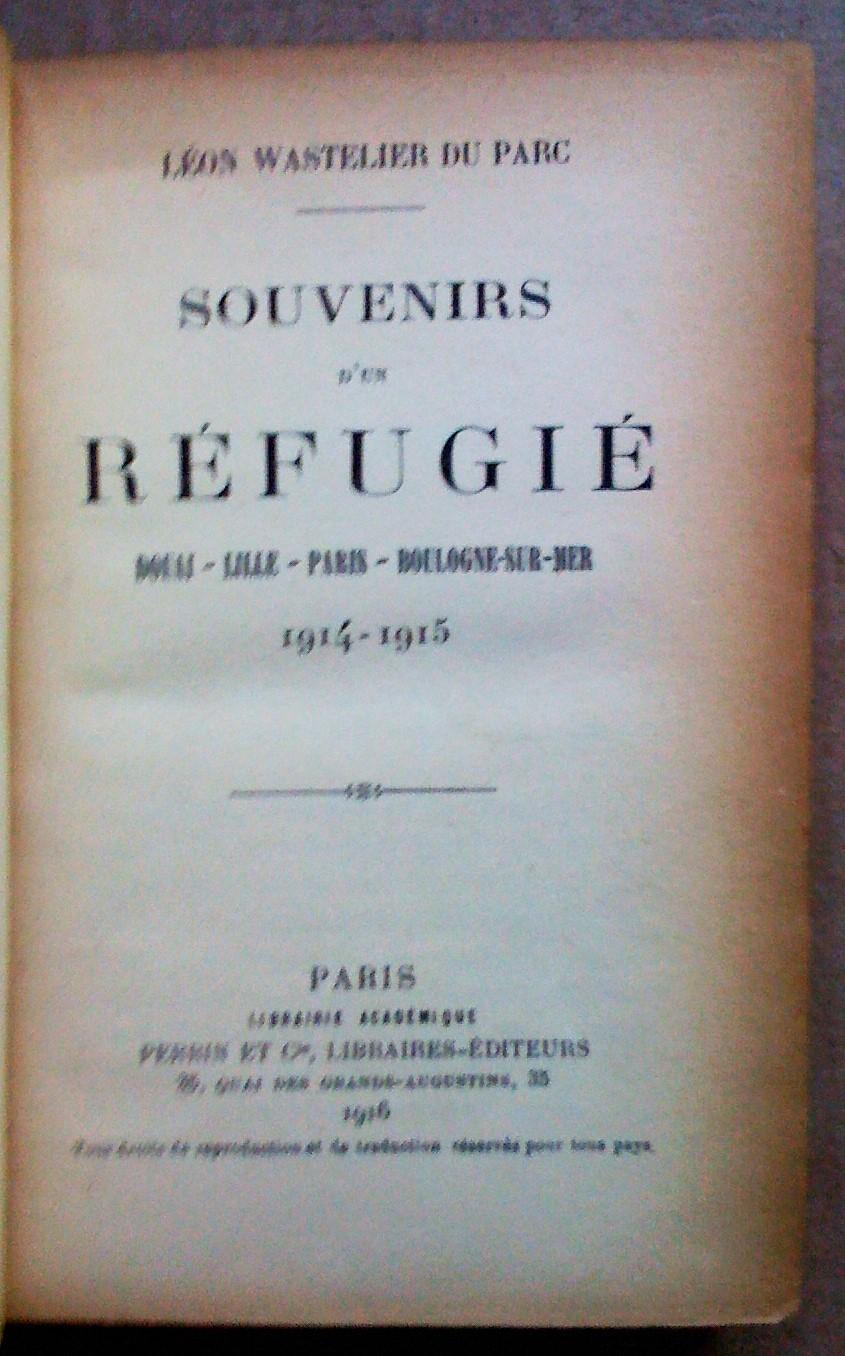 LÉON WASTELIER DU PARC
SOUVENIRS
D'UN
RÉFUGIÉ
DOUAI - LILLE - PARIS - BOULOGNE-SUR-MER
1914-1915
PARIS
LIBRAIRIE ACADÉMIQUE
PERRIN ET Cie, LIBRAIRES-ÉDITEURS
35, QUAI DES GRANDS-AUGUSTINS, 35
1916
Tous droits de reproduction et de traduction réservés pour tous pays.